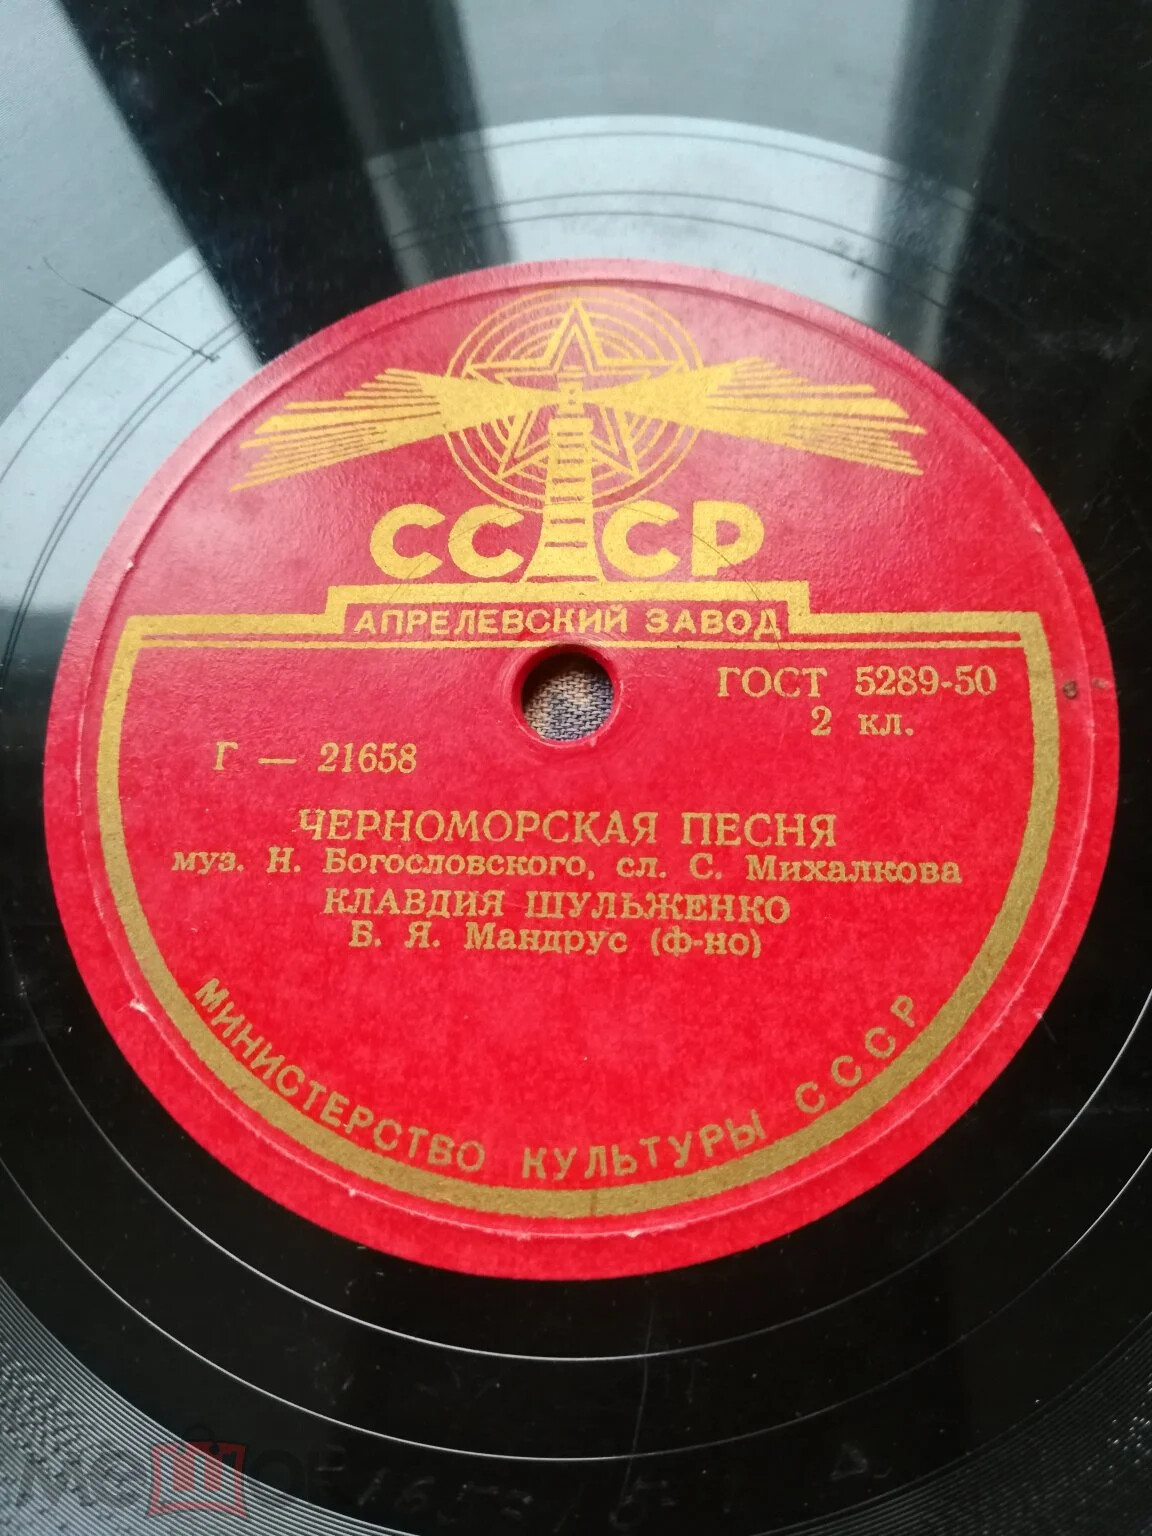 СССР
АПРЕЛЕВСКИЙ ЗАВОД
ГОСТ 5289-50
2 кл.
Г — 21658
ЧЕРНОМОРСКАЯ ПЕСНЯ
муз. Н. Богословского, сл. С. Михалкова
КЛАВДИЯ ШУЛЬЖЕНКО
Б. Я. Мандрус (ф-но)
МИНИСТЕРСТВО КУЛЬТУРЫ СССР